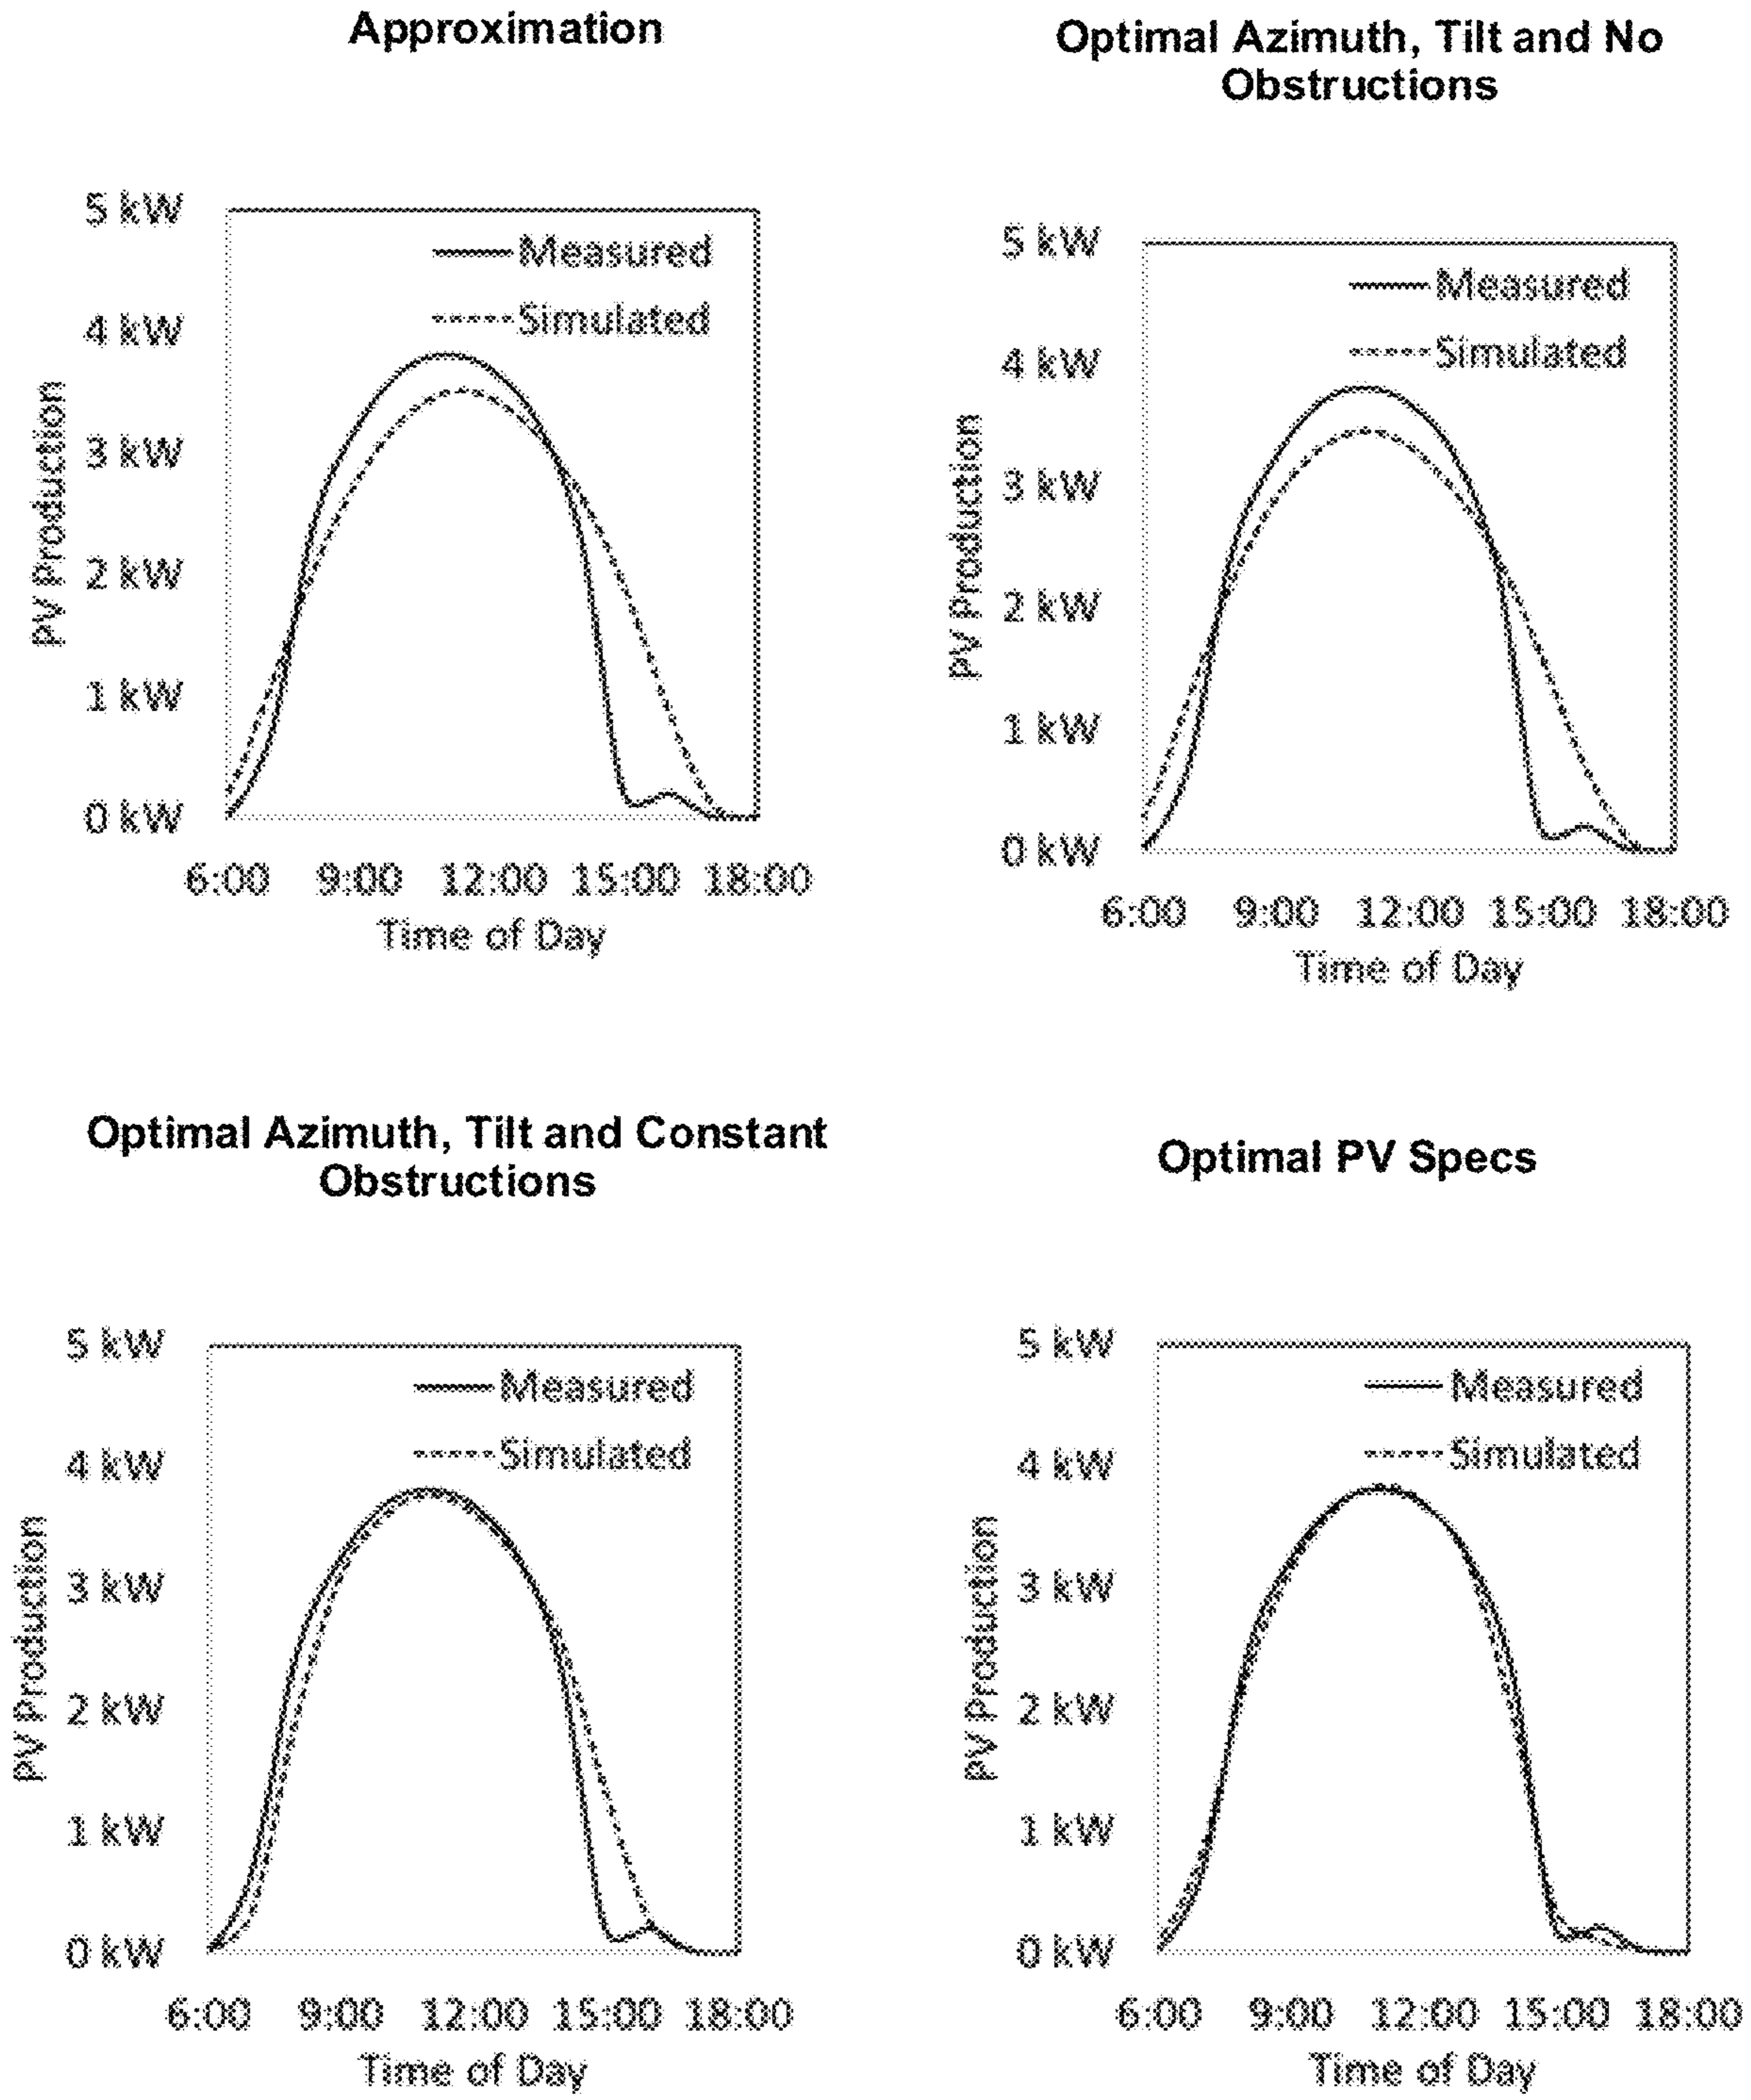 Approximation
5 kW
4 kW
3 kW
2 kW
1 kW
0 kW
PV Production
Measured
Simulated
6:00 9:00 12:00 15:00 18:00
Time of Day
Optimal Azimuth, Tilt and No
Obstructions
5 kW
4 kW
3 kW
2 kW
1 kW
0 kW
PV Production
Measured
Simulated
6:00 9:00 12:00 15:00 18:00
Time of Day
Optimal Azimuth, Tilt and Constant
Obstructions
5 kW
4 kW
3 kW
2 kW
1 kW
0 kW
PV Production
Measured
Simulated
6:00 9:00 12:00 15:00 18:00
Time of Day
Optimal PV Specs
5 kW
4 kW
3 kW
2 kW
1 kW
0 kW
PV Production
Measured
Simulated
6:00 9:00 12:00 15:00 18:00
Time of Day